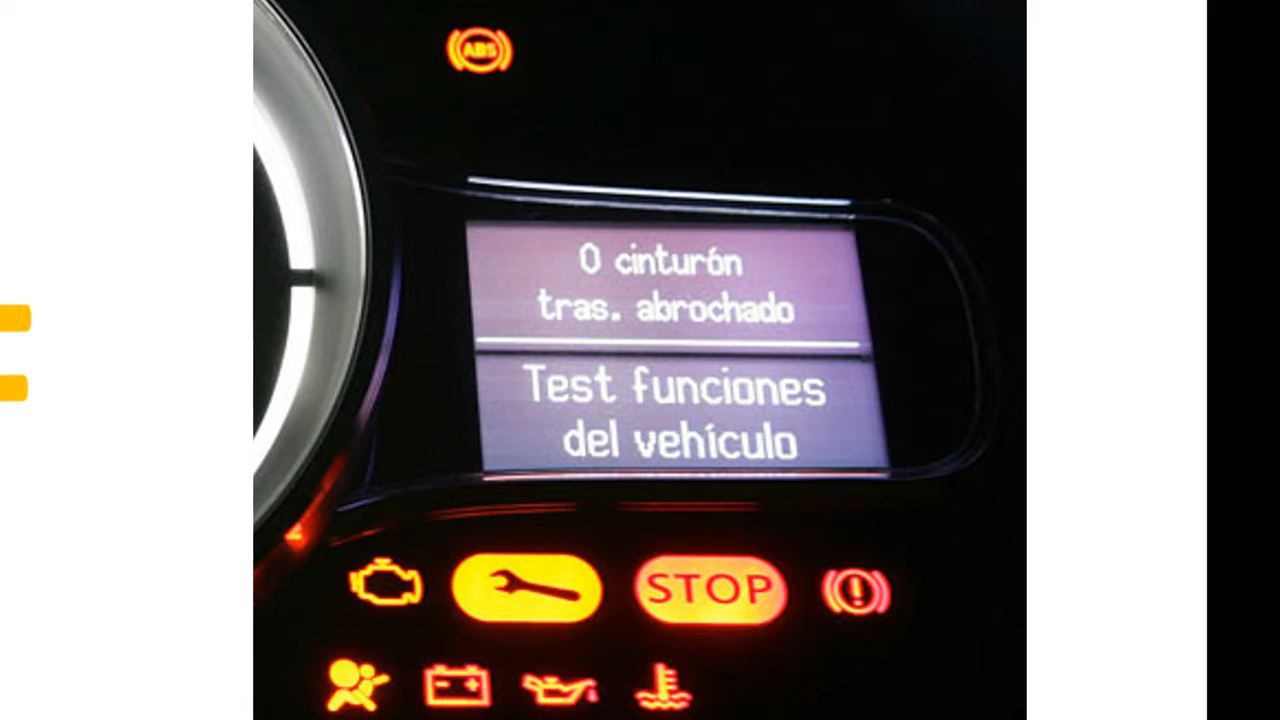 ABS
0 cinturón
tras. abrochado
Test funciones
del vehículo
STOP